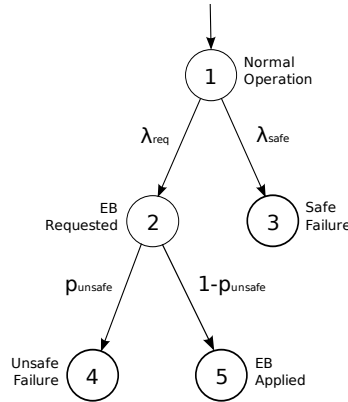 1
Normal
Operation
λreq
λsafe
EB
Requested
2
3
Safe
Failure
punsafe
1-punsafe
Unsafe
Failure
4
5
EB
Applied